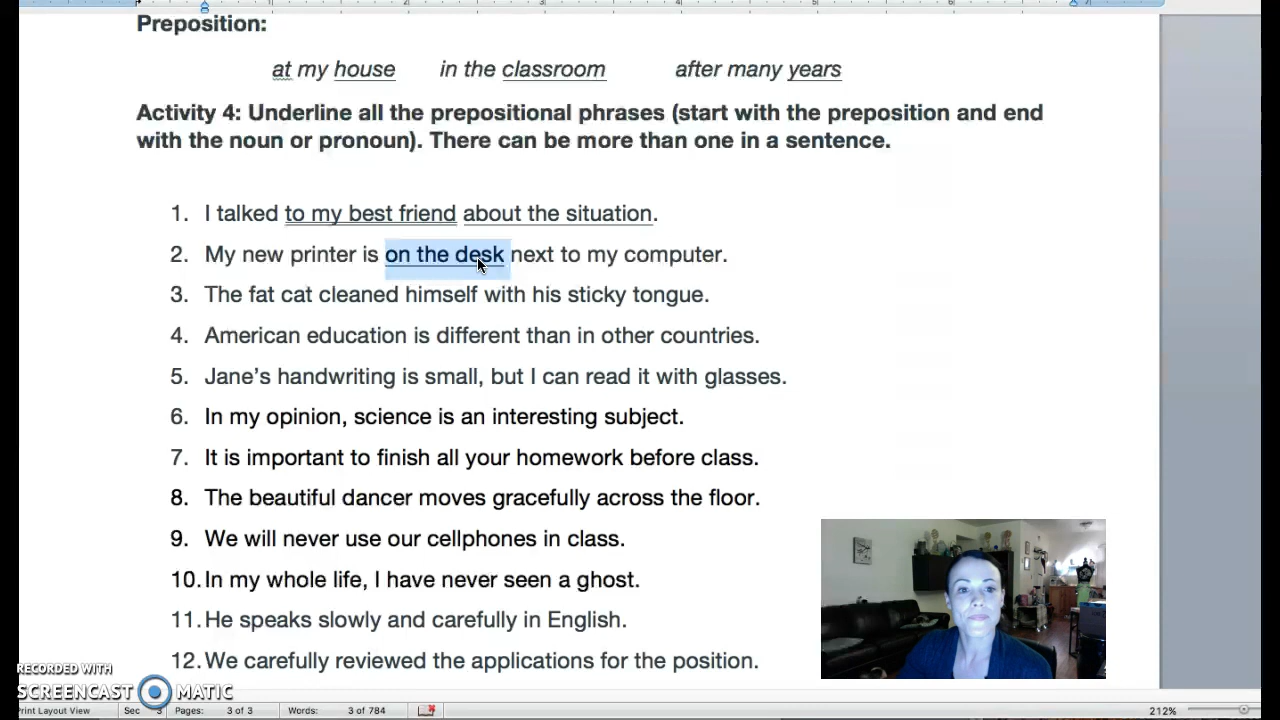 Preposition:
at my house in the classroom after many years
Activity 4: Underline all the prepositional phrases (start with the preposition and end
with the noun or pronoun). There can be more than one in a sentence.
1. I talked to my best friend about the situation.
2. My new printer is on the desk next to my computer.
3. The fat cat cleaned himself with his sticky tongue.
4. American education is different than in other countries.
5. Jane’s handwriting is small, but I can read it with glasses.
6. In my opinion, science is an interesting subject.
7. It is important to finish all your homework before class.
8. The beautiful dancer moves gracefully across the floor.
9. We will never use our cellphones in class.
10. In my whole life, I have never seen a ghost.
11. He speaks slowly and carefully in English.
12. We carefully reviewed the applications for the position.
RECORDED WITH
SCREENCAST MATIC
Print Layout View Sec 3 Pages: 3 of 3 Words: 3 of 784 212%